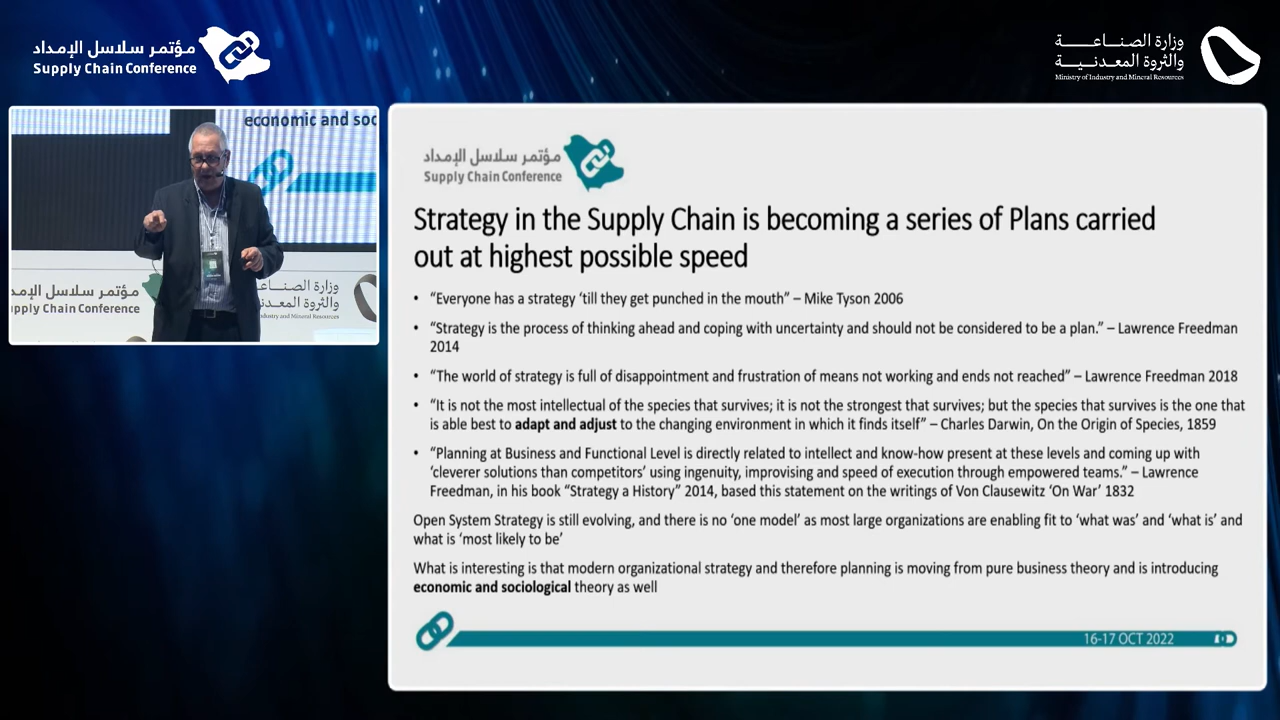 مؤتمر سلاسل الإمداد
Supply Chain Conference
وزارة الصناعة
والثروة المعدنية
Ministry of Industry and Mineral Resources
economic and soc
مؤتمر سلاسل الإمداد
Supply Chain Conference
Strategy in the Supply Chain is becoming a series of Plans carried
out at highest possible speed
• “Everyone has a strategy ‘till they get punched in the mouth” – Mike Tyson 2006
• “Strategy is the process of thinking ahead and coping with uncertainty and should not be considered to be a plan.” – Lawrence Freedman
2014
• “The world of strategy is full of disappointment and frustration of means not working and ends not reached” – Lawrence Freedman 2018
• “It is not the most intellectual of the species that survives; it is not the strongest that survives; but the species that survives is the one that
is able best to adapt and adjust to the changing environment in which it finds itself” – Charles Darwin, On the Origin of Species, 1859
• “Planning at Business and Functional Level is directly related to intellect and know-how present at these levels and coming up with
‘cleverer solutions than competitors’ using ingenuity, improvising and speed of execution through empowered teams.” – Lawrence
Freedman, in his book “Strategy a History” 2014, based this statement on the writings of Von Clausewitz ‘On War’ 1832
Open System Strategy is still evolving, and there is no ‘one model’ as most large organizations are enabling fit to ‘what was’ and ‘what is’ and
what is ‘most likely to be’
What is interesting is that modern organizational strategy and therefore planning is moving from pure business theory and is introducing
economic and sociological theory as well
16-17 OCT 2022
سلاسل الإمداد
Chain Conference
وزارة الصنا
والثروة المعدنية
Industry and Mineral Resources